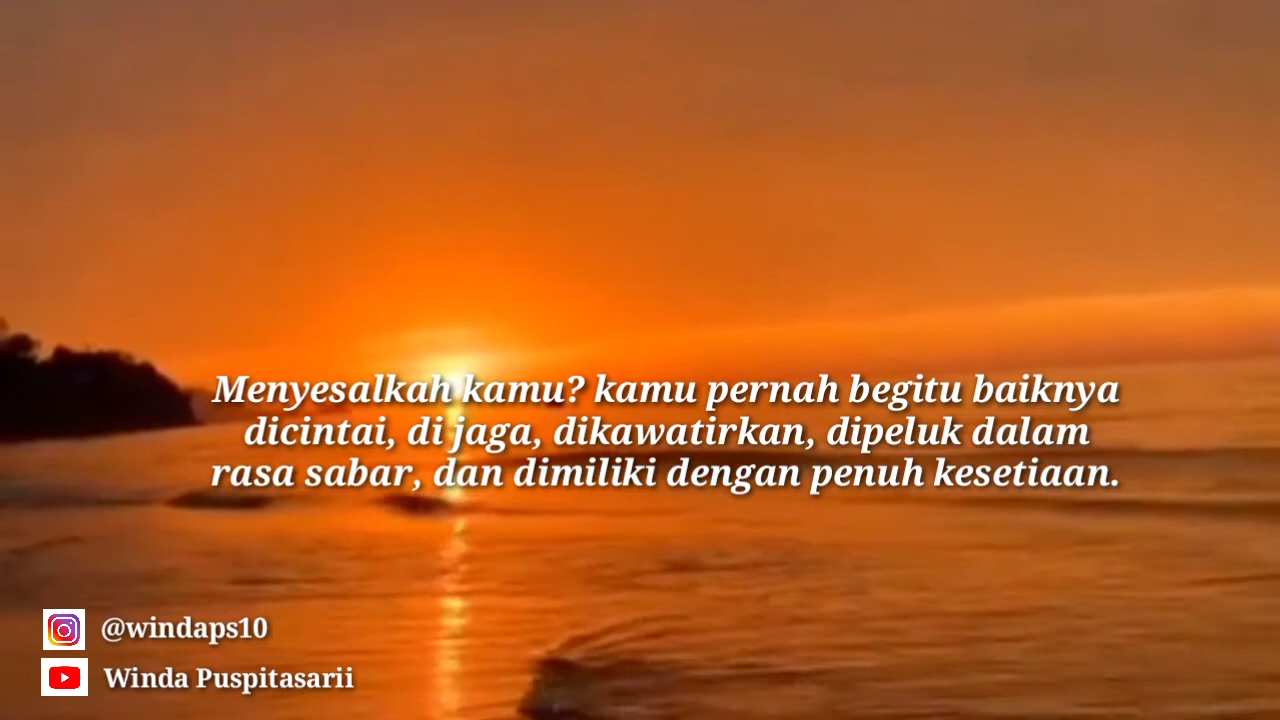 Menyesalkah kamu? kamu pernah begitu baiknya
dicintai, di jaga, dikawatirkan, dipeluk dalam
rasa sabar, dan dimiliki dengan penuh kesetiaan.
@windaps10
Winda Puspitasarii